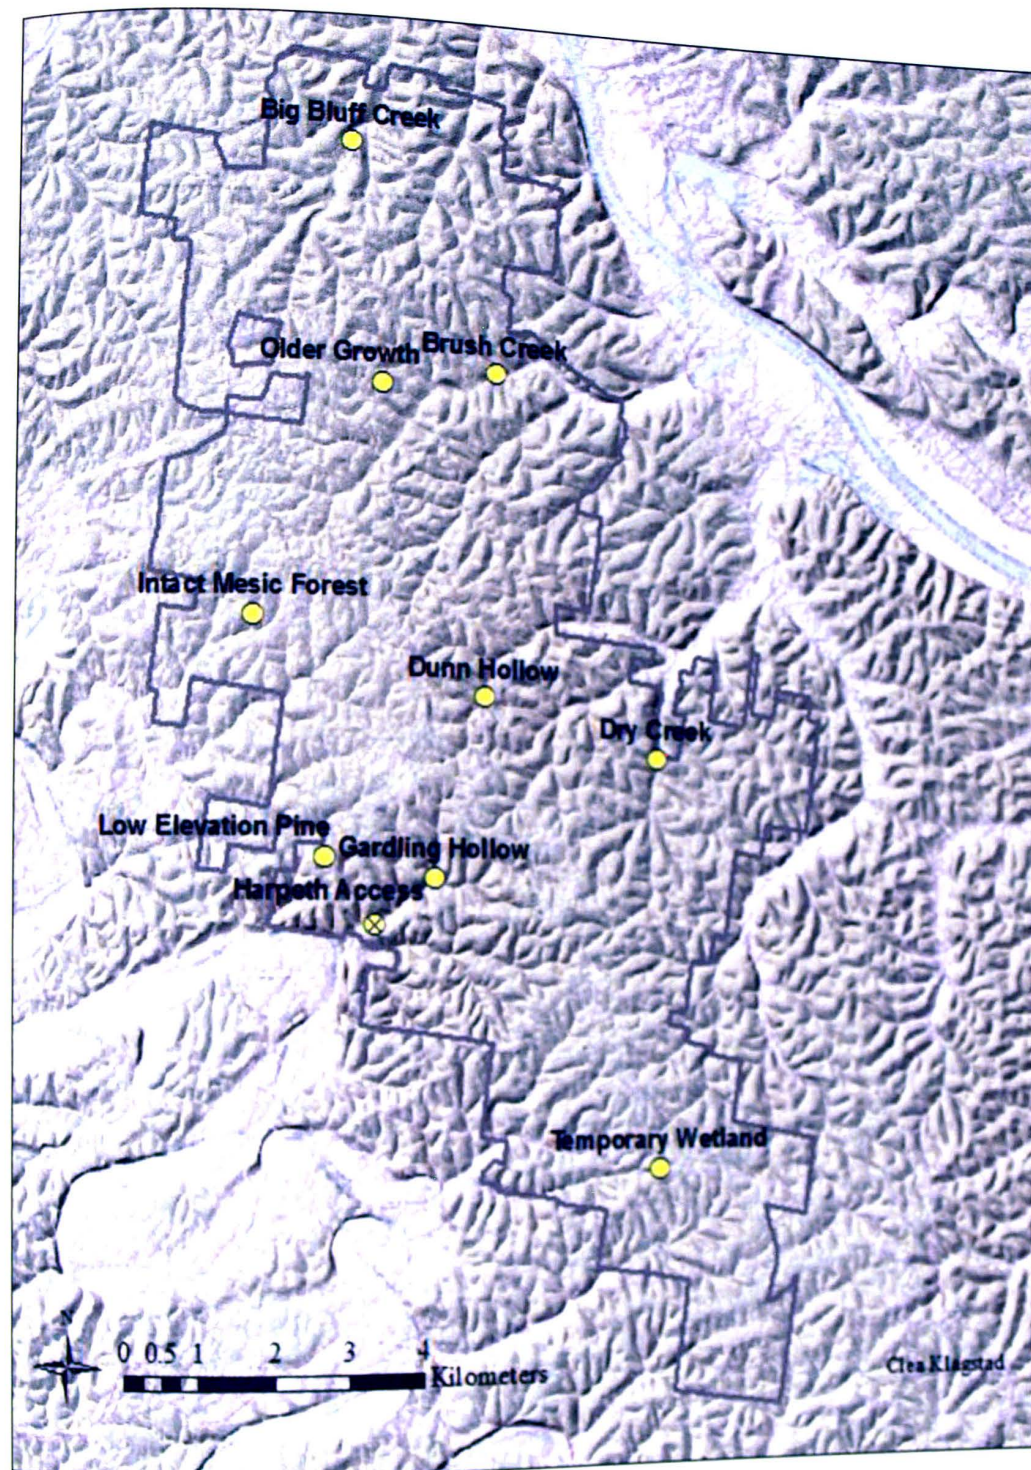 Big Bluff Creek
Older Growth
Brush Creek
Intact Mesic Forest
Dunn Hollow
Dry Creek
Low Elevation Pine
Gardling Hollow
Harpeth Access
Temporary Wetland
N
0 0.5 1 2 3 4
Kilometers
Clea Klagstad